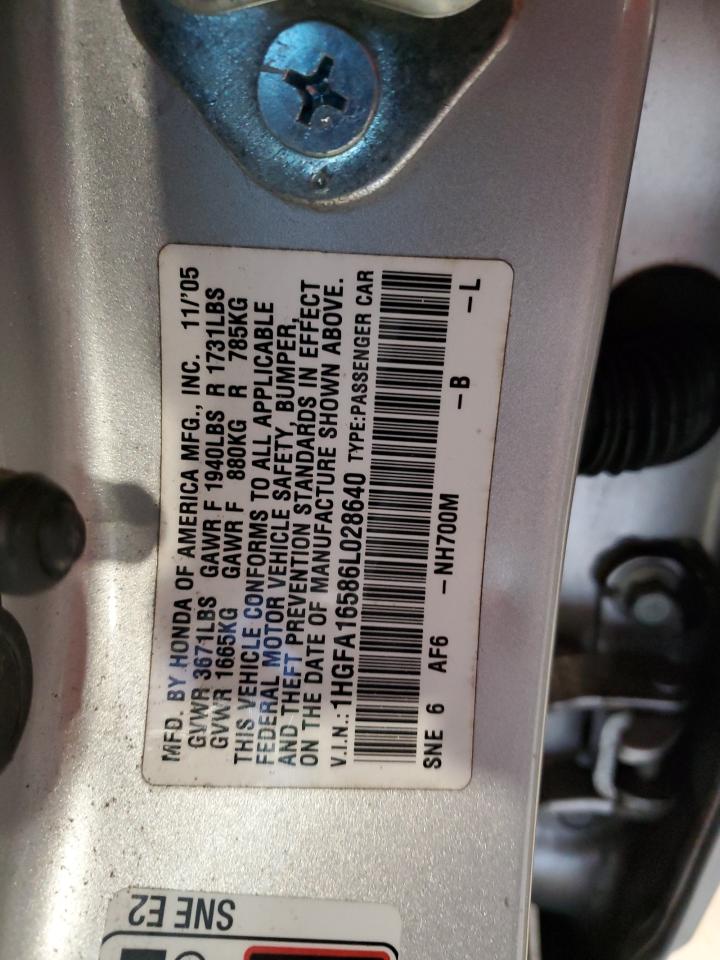 MFD. BY HONDA OF AMERICA MFG., INC. 11/'05
GVWR 3671LBS GAWR F 1940LBS R 1731LBS
GVWR 1665KG GAWR F 880KG R 785KG
THIS VEHICLE CONFORMS TO ALL APPLICABLE
FEDERAL MOTOR VEHICLE SAFETY, BUMPER,
AND THEFT PREVENTION STANDARDS IN EFFECT
ON THE DATE OF MANUFACTURE SHOWN ABOVE.
V.I.N.: 1HGFA16586L028640 TYPE:PASSENGER CAR
SNE 6 AF6 -NH700M -B -L
SNE E2